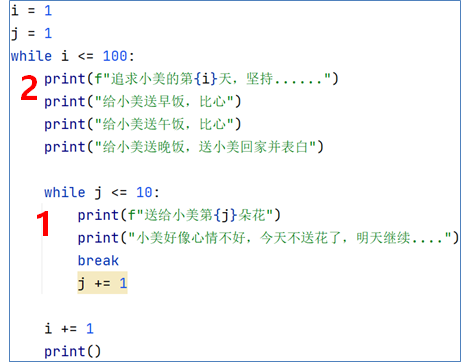 i = 1
j = 1
while i <= 100:
2
    print(f"追求小美的第{i}天，坚持......")
    print("给小美送早饭，比心")
    print("给小美送午饭，比心")
    print("给小美送晚饭，送小美回家并表白")
    while j <= 10:
1
        print(f"送给小美第{j}朵花")
        print("小美好像心情不好，今天不送花了，明天继续....")
        break
        j += 1
    i += 1
    print()